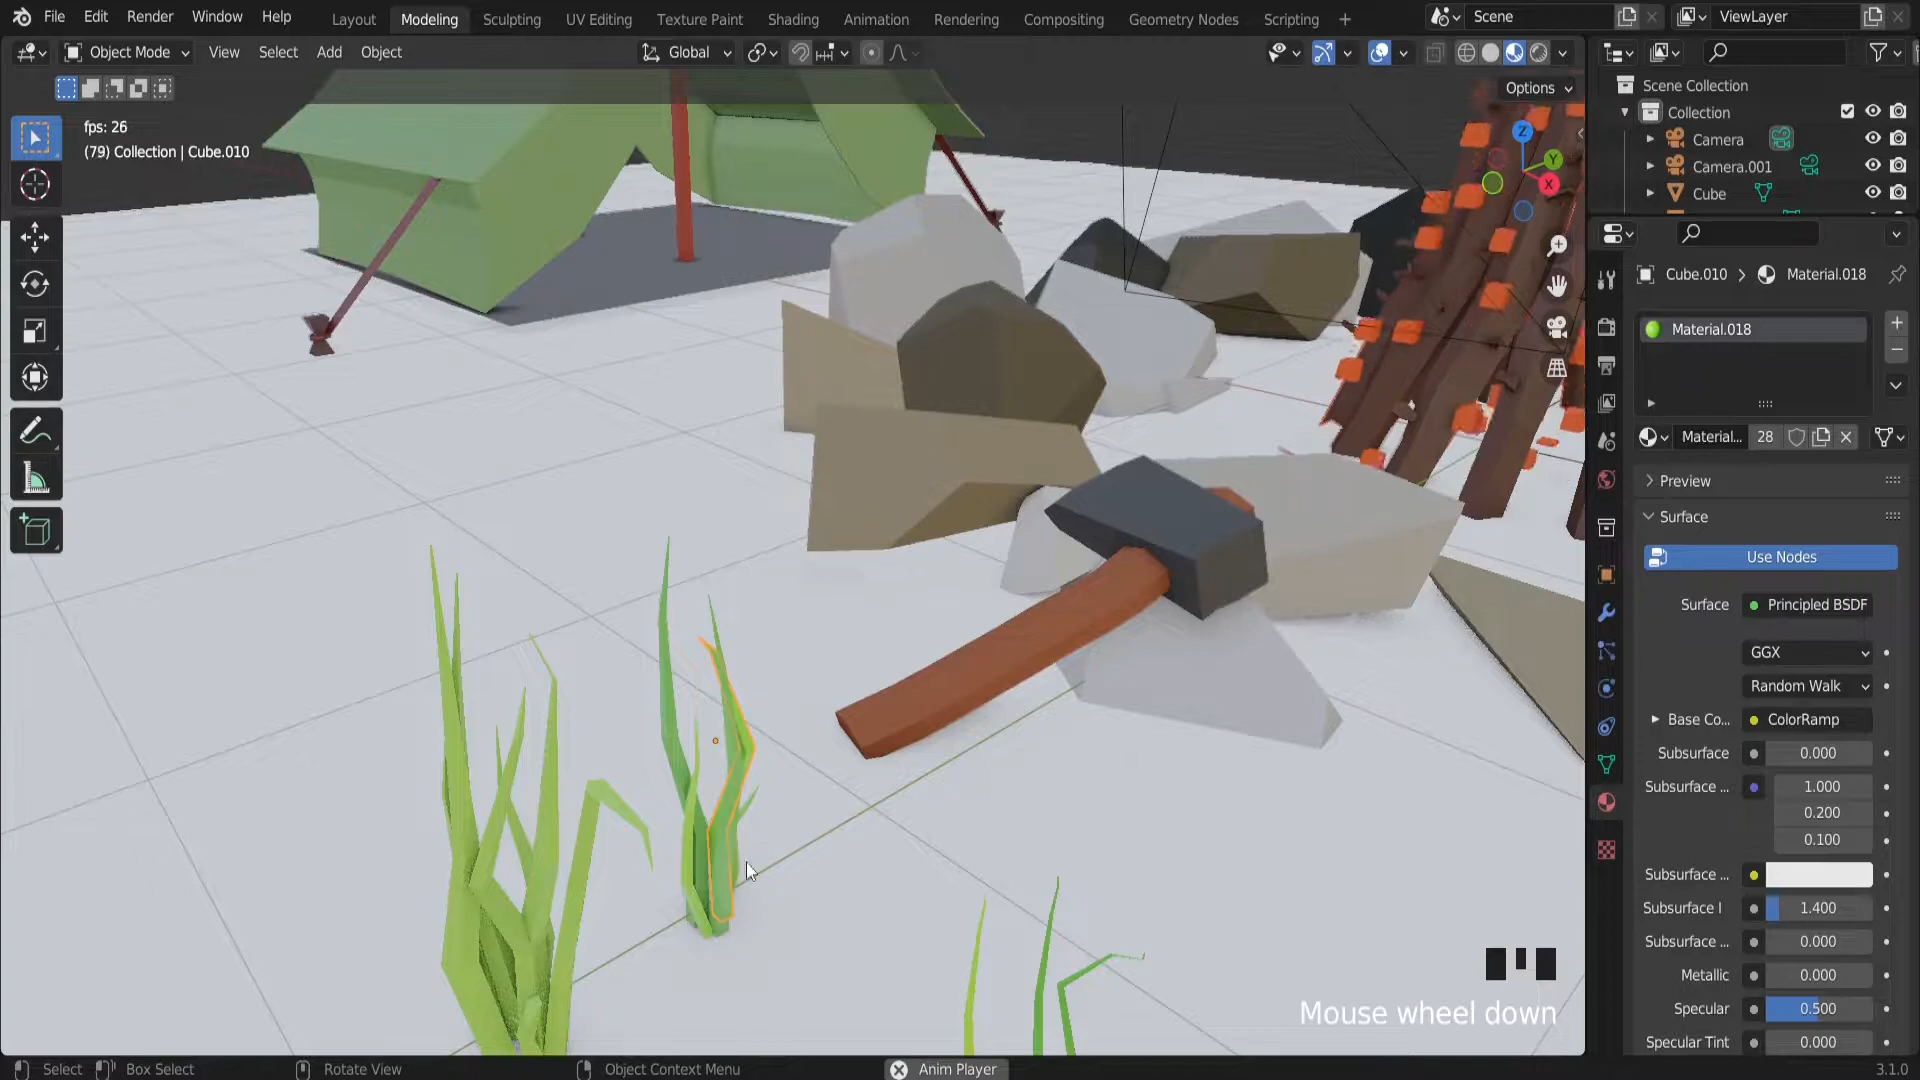 File Edit Render Window Help
Layout Modeling Sculpting UV Editing Texture Paint Shading Animation Rendering Compositing Geometry Nodes Scripting
Scene
ViewLayer
Object Mode View Select Add Object
Global
Options
fps: 26
(79) Collection | Cube.010
Z
Y
X
Scene Collection
Collection
Camera
Camera.001
Cube
Cube.010 Material.018
Material.018
Material... 28
Preview
Surface
Use Nodes
Surface Principled BSDF
GGX
Random Walk
Base Co... ColorRamp
Subsurface 0.000
Subsurface ... 1.000
0.200
0.100
Subsurface ...
Subsurface I 1.400
Subsurface ... 0.000
Metallic 0.000
Specular 0.500
Specular Tint 0.000
Mouse wheel down
Select Box Select Rotate View Object Context Menu Anim Player 3.1.0